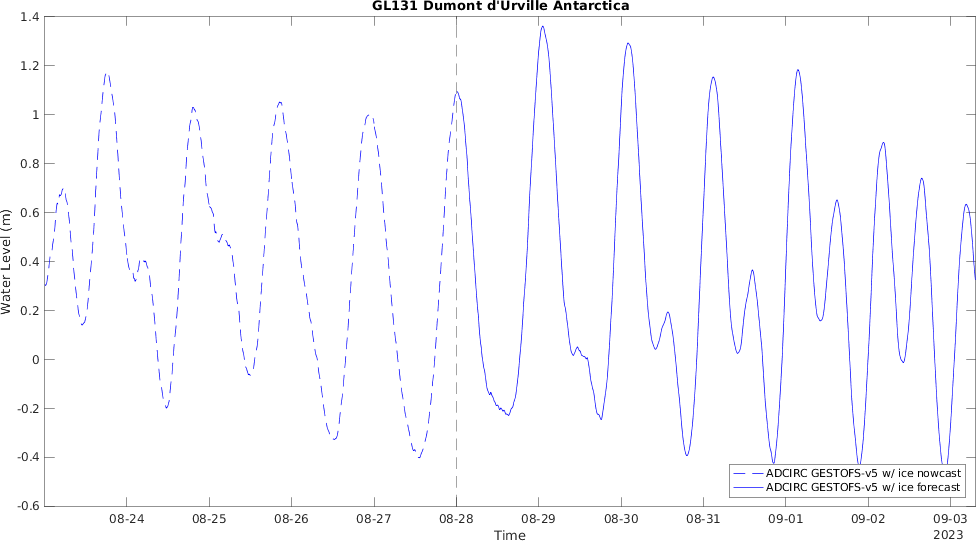 GL131 Dumont d'Urville Antarctica
1.4
1.2
1
0.8
0.6
0.4
0.2
0
-0.2
-0.4
-0.6
Water Level (m)
ADCIRC GESTOFS-v5 w/ ice nowcast
ADCIRC GESTOFS-v5 w/ ice forecast
08-24 08-25 08-26 08-27 08-28 08-29 08-30 08-31 09-01 09-02 09-03
Time
2023